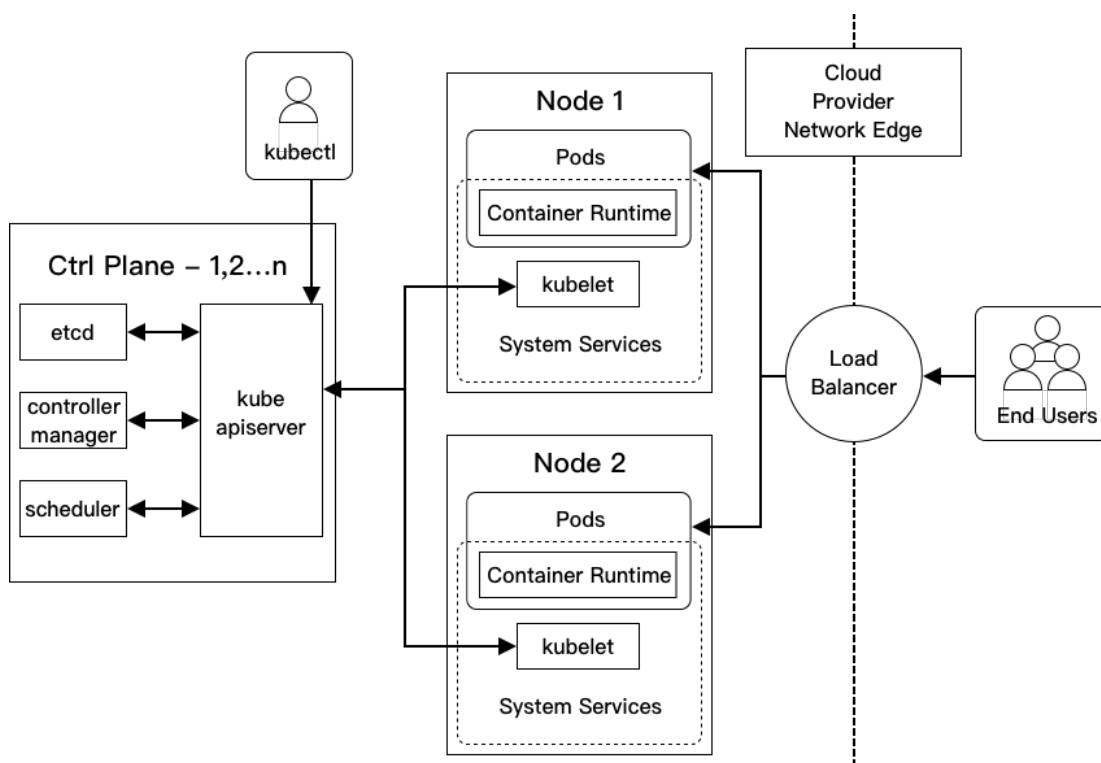 kubectl
Ctrl Plane – 1,2...n
etcd
controller
manager
scheduler
kube
apiserver
Node 1
Pods
Container Runtime
kubelet
System Services
Node 2
Pods
Container Runtime
kubelet
System Services
Cloud
Provider
Network Edge
Load
Balancer
End Users